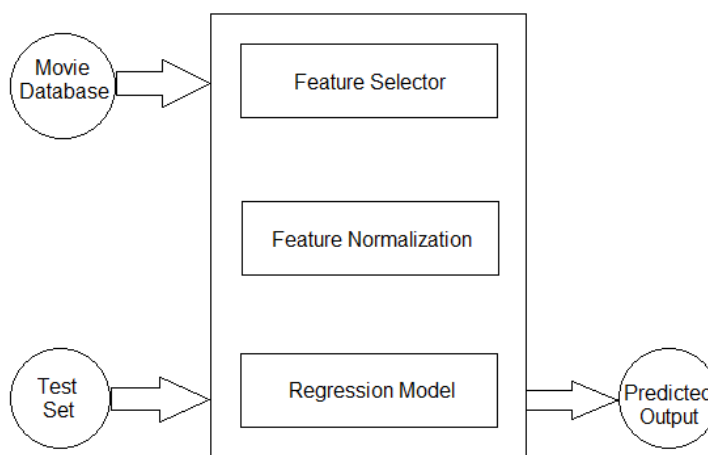 Movie
Database
Feature Selector
Feature Normalization
Test
Set
Regression Model
Predicted
Output